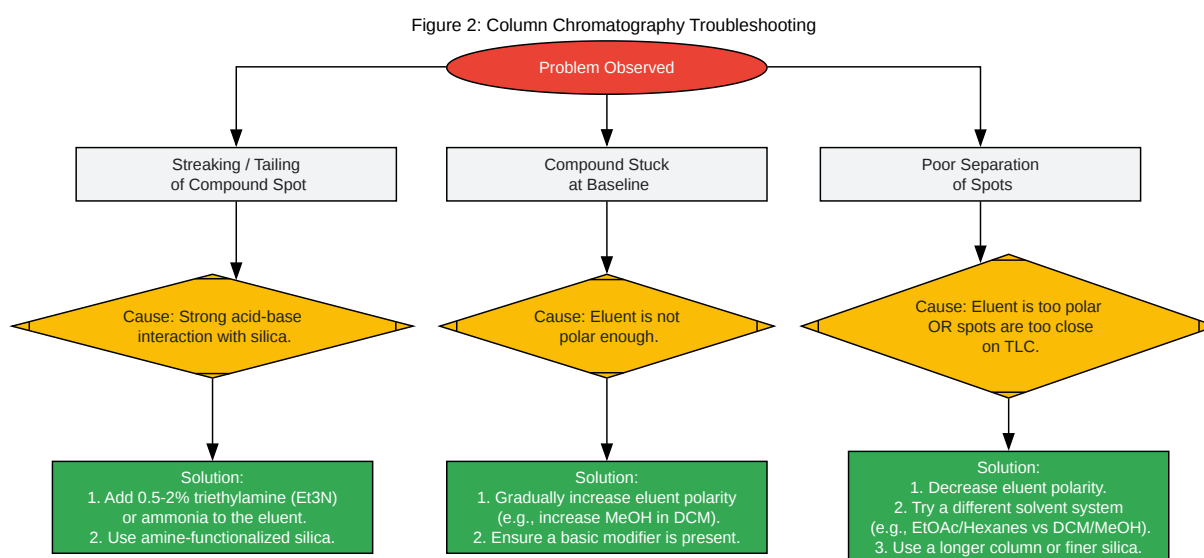 Figure 2: Column Chromatography Troubleshooting
Problem Observed
Streaking / Tailing
of Compound Spot
Compound Stuck
at Baseline
Poor Separation
of Spots
Cause: Strong acid-base
interaction with silica.
Cause: Eluent is not
polar enough.
Cause: Eluent is too polar
OR spots are too close
on TLC.
Solution:
1. Add 0.5-2% triethylamine (Et3N)
or ammonia to the eluent.
2. Use amine-functionalized silica.
Solution:
1. Gradually increase eluent polarity
(e.g., increase MeOH in DCM).
2. Ensure a basic modifier is present.
Solution:
1. Decrease eluent polarity.
2. Try a different solvent system
(e.g., EtOAc/Hexanes vs DCM/MeOH).
3. Use a longer column or finer silica.